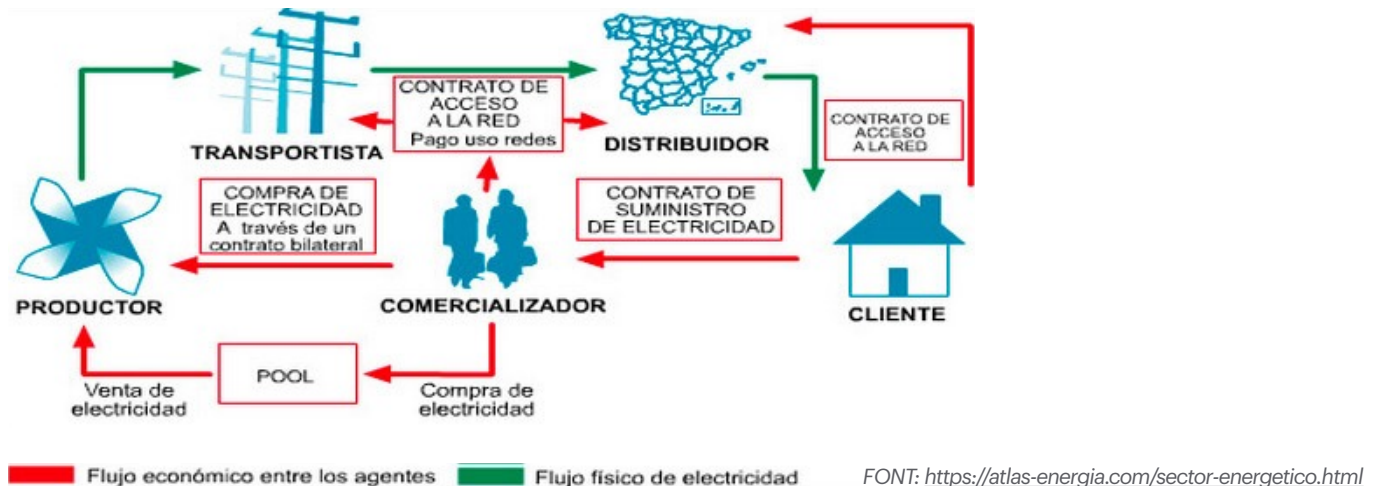 CONTRATO DE
ACCESO
A LA RED
Pago uso redes
CONTRATO DE
ACCESO
A LA RED
TRANSPORTISTA
DISTRIBUIDOR
COMPRA DE
ELECTRICIDAD
A través de un
contrato bilateral
CONTRATO DE
SUMINISTRO
DE ELECTRICIDAD
PRODUCTOR
COMERCIALIZADOR
CLIENTE
POOL
Venta de
electricidad
Compra de
electricidad
Flujo económico entre los agentes
Flujo físico de electricidad
FONT: https://atlas-energia.com/sector-energetico.html